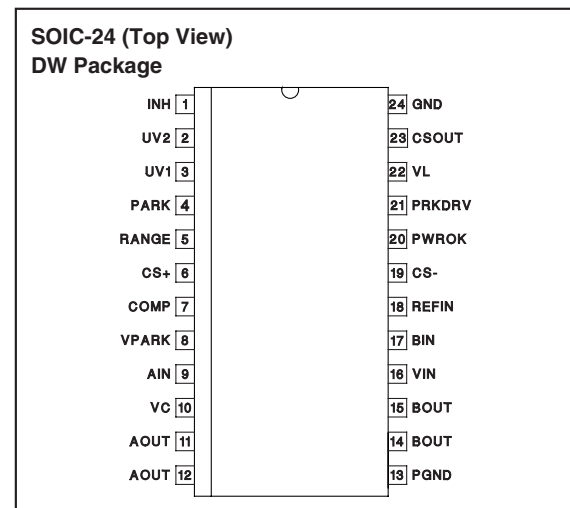 SOIC-24 (Top View)
DW Package
INH 1 24 GND
UV2 2 23 CSOUT
UV1 3 22 VL
PARK 4 21 PRKDRV
RANGE 5 20 PWROK
CS+ 6 19 CS-
COMP 7 18 REFIN
VPARK 8 17 BIN
AIN 9 16 VIN
VC 10 15 BOUT
AOUT 11 14 BOUT
AOUT 12 13 PGND